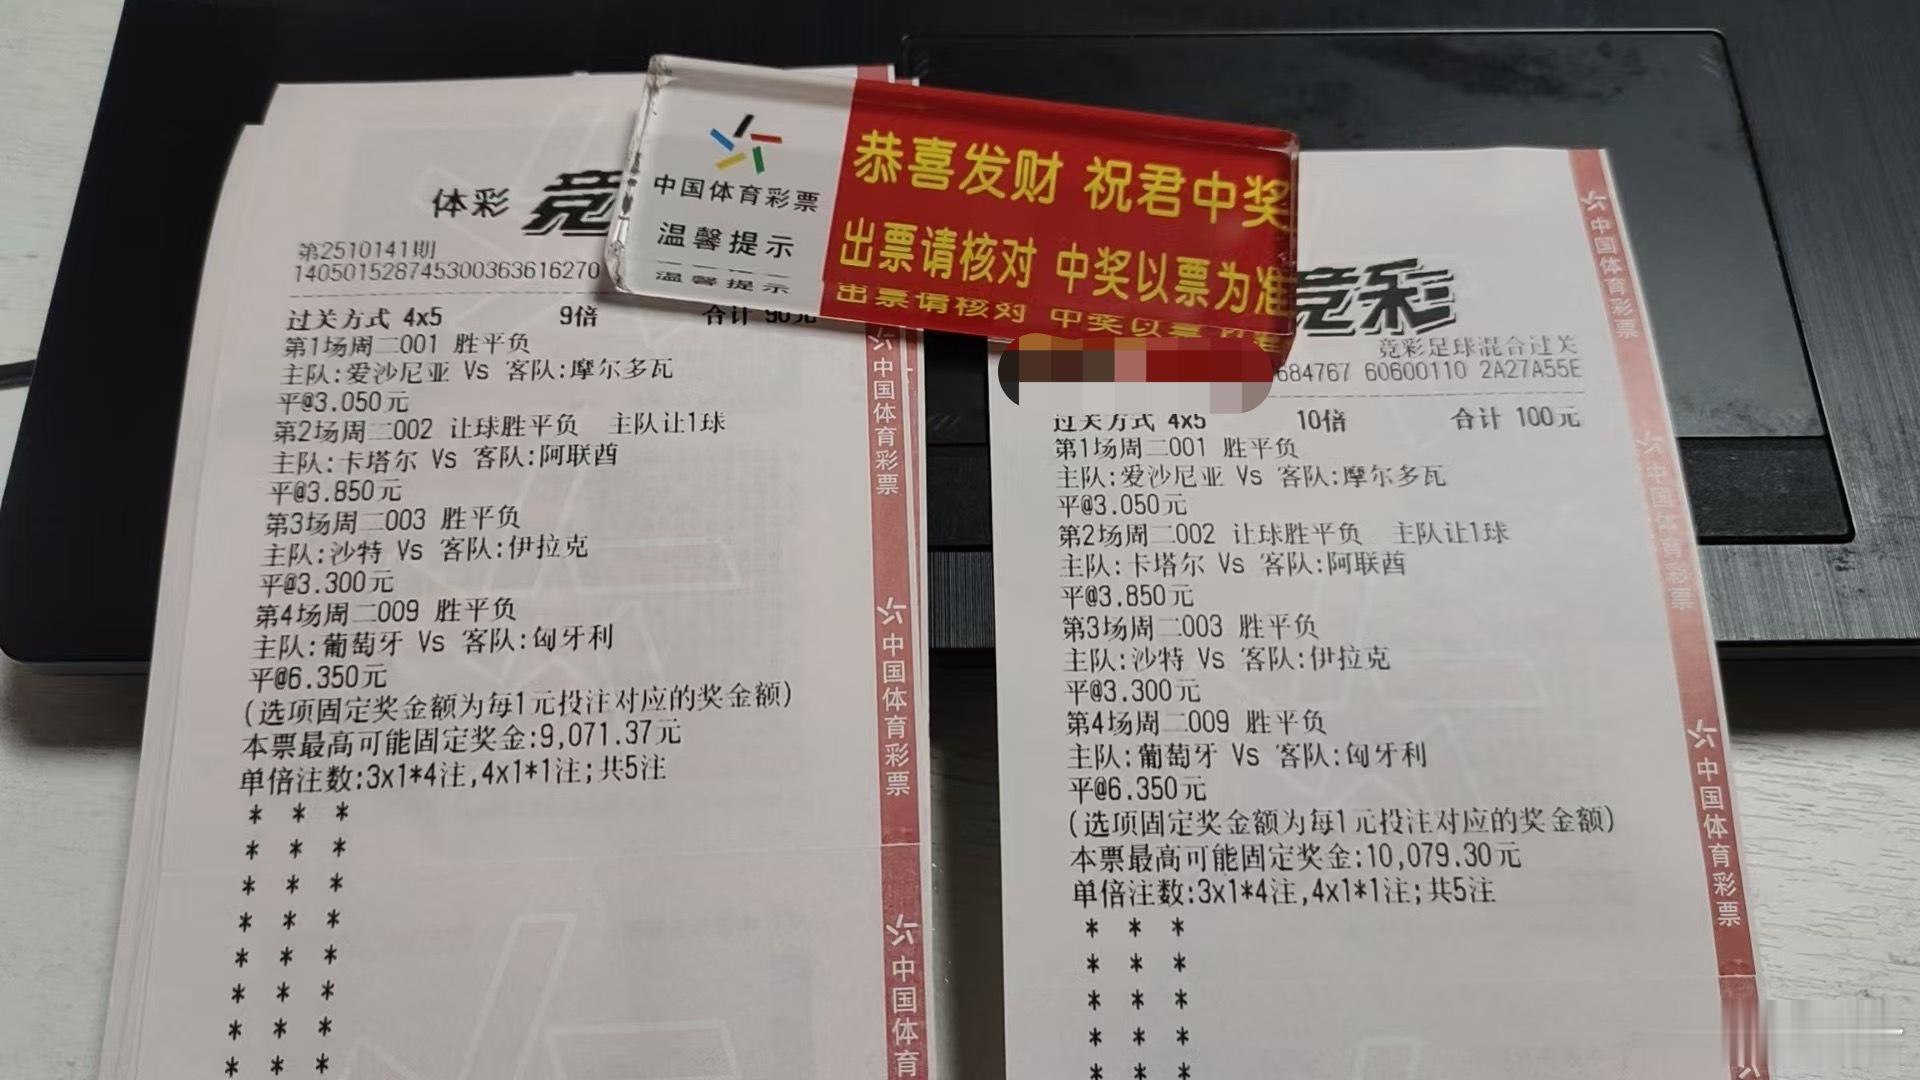 体彩 竞
第2510141期
140501528745300363616270
过关方式 4x5 9倍 合计 90元
第1场周二001 胜平负
主队:爱沙尼亚 Vs 客队:摩尔多瓦
平@3.050元
第2场周二002 让球胜平负 主队让1球
主队:卡塔尔 Vs 客队:阿联酋
平@3.850元
第3场周二003 胜平负
主队:沙特 Vs 客队:伊拉克
平@3.300元
第4场周二009 胜平负
主队:葡萄牙 Vs 客队:匈牙利
平@6.350元
(选项固定奖金额为每1元投注对应的奖金额)
本票最高可能固定奖金:9,071.37元
单倍注数:3x1*4注,4x1*1注;共5注
* * *
* * *
* * *
* * *
* * *
* * *
* * *
* * *
中国体育彩票
中国体育彩票
中国体育
中国体育彩票
温馨提示
温馨提示
恭喜发财 祝君中奖
出票请核对 中奖以票为准
出票请核对 中奖以票
竞彩
竞彩足球混合过关
684767 60600110 2A27A55E
过关方式 4x5 10倍 合计 100元
第1场周二001 胜平负
主队:爱沙尼亚 Vs 客队:摩尔多瓦
平@3.050元
第2场周二002 让球胜平负 主队让1球
主队:卡塔尔 Vs 客队:阿联酋
平@3.850元
第3场周二003 胜平负
主队:沙特 Vs 客队:伊拉克
平@3.300元
第4场周二009 胜平负
主队:葡萄牙 Vs 客队:匈牙利
平@6.350元
(选项固定奖金额为每1元投注对应的奖金额)
本票最高可能固定奖金:10,079.30元
单倍注数:3x1*4注,4x1*1注;共5注
* * *
* * *
* * *
* * *
* * *
中国体育彩票
中国体育彩票
中国体育彩票